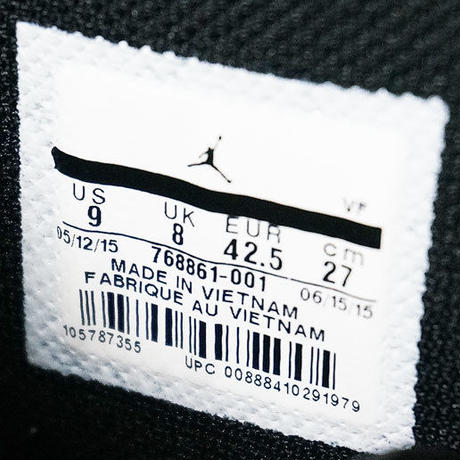 VF
US UK EUR cm
9 8 42.5 27
05/12/15 768861-001 06/15/15
MADE IN VIETNAM
FABRIQUE AU VIETNAM
105787355 UPC 00888410291979